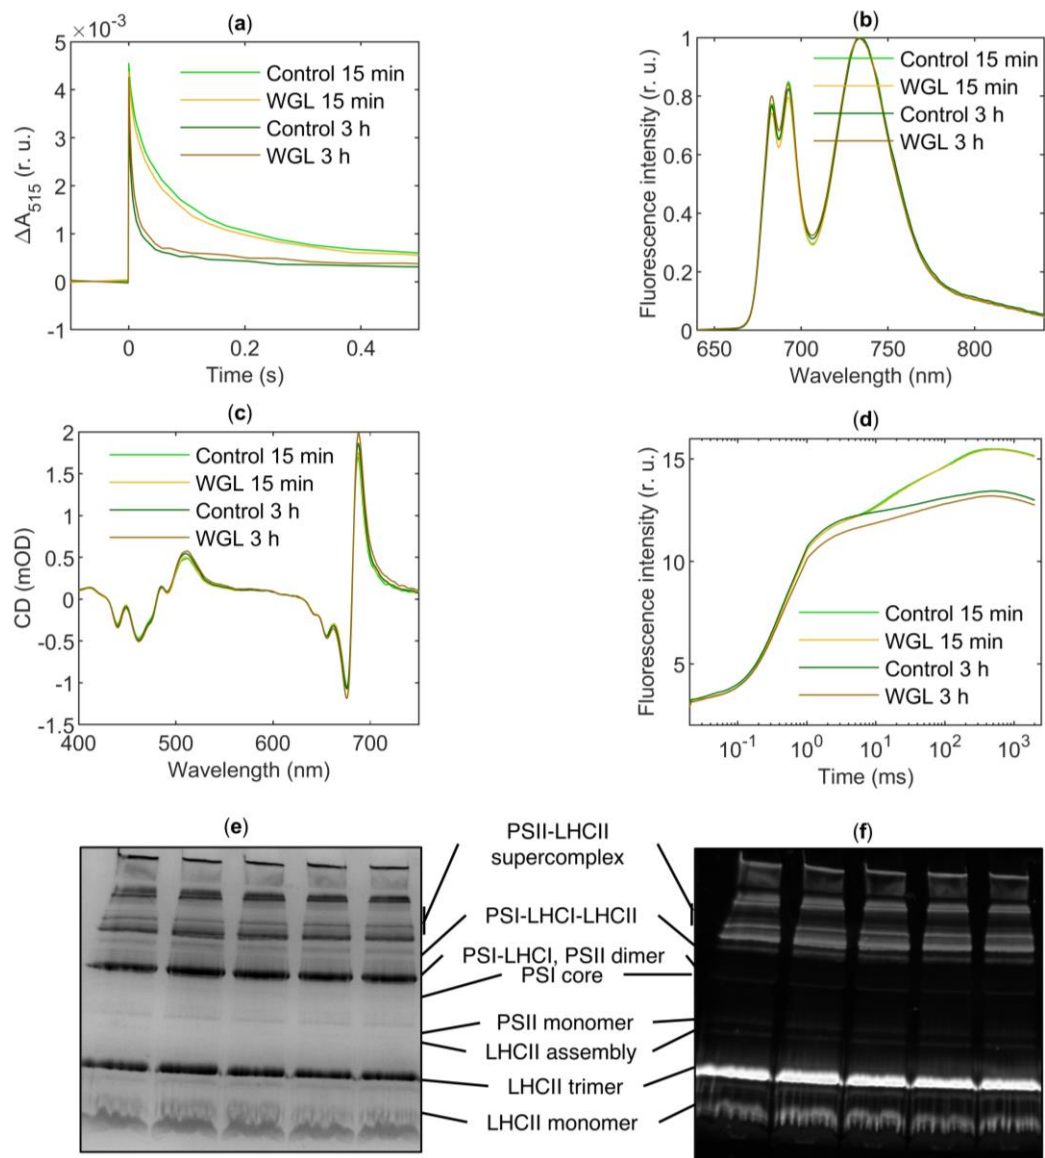 (a)
×10⁻³
5
4
3
2
1
0
-1
ΔA₅₁₅ (r. u.)
Control 15 min
WGL 15 min
Control 3 h
WGL 3 h
0 0.2 0.4
Time (s)
(b)
1
0.8
0.6
0.4
0.2
0
Fluorescence intensity (r. u.)
Control 15 min
WGL 15 min
Control 3 h
WGL 3 h
650 700 750 800
Wavelength (nm)
(c)
2
1.5
1
0.5
0
-0.5
-1
-1.5
CD (mOD)
Control 15 min
WGL 15 min
Control 3 h
WGL 3 h
400 500 600 700
Wavelength (nm)
(d)
15
10
5
Fluorescence intensity (r. u.)
Control 15 min
WGL 15 min
Control 3 h
WGL 3 h
10⁻¹ 10⁰ 10¹ 10² 10³
Time (ms)
(e)
PSII-LHCII
supercomplex
PSI-LHCI-LHCII
PSI-LHCI, PSII dimer
PSI core
PSII monomer
LHCII assembly
LHCII trimer
LHCII monomer
(f)